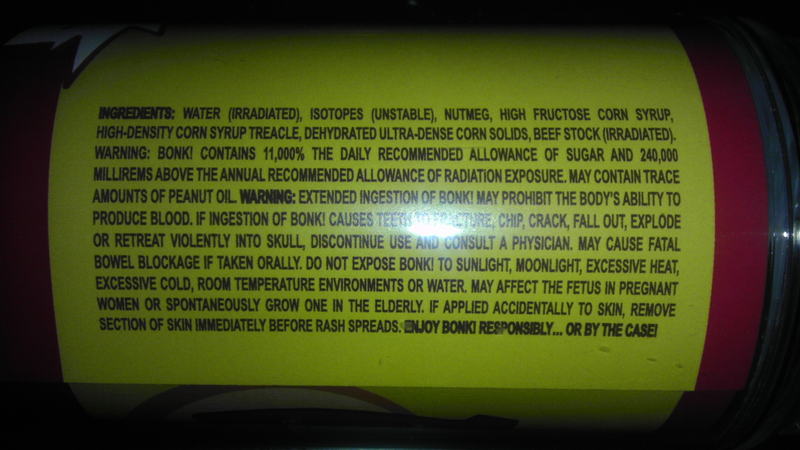 INGREDIENTS: WATER (IRRADIATED), ISOTOPES (UNSTABLE), NUTMEG, HIGH FRUCTOSE CORN SYRUP,
HIGH-DENSITY CORN SYRUP TREACLE, DEHYDRATED ULTRA-DENSE CORN SOLIDS, BEEF STOCK (IRRADIATED).
WARNING: BONK! CONTAINS 11,000% THE DAILY RECOMMENDED ALLOWANCE OF SUGAR AND 240,000
MILLIREMS ABOVE THE ANNUAL RECOMMENDED ALLOWANCE OF RADIATION EXPOSURE. MAY CONTAIN TRACE
AMOUNTS OF PEANUT OIL. WARNING: EXTENDED INGESTION OF BONK! MAY PROHIBIT THE BODY'S ABILITY TO
PRODUCE BLOOD. IF INGESTION OF BONK! CAUSES TEETH TO FRACTURE, CHIP, CRACK, FALL OUT, EXPLODE
OR RETREAT VIOLENTLY INTO SKULL, DISCONTINUE USE AND CONSULT A PHYSICIAN. MAY CAUSE FATAL
BOWEL BLOCKAGE IF TAKEN ORALLY. DO NOT EXPOSE BONK! TO SUNLIGHT, MOONLIGHT, EXCESSIVE HEAT,
EXCESSIVE COLD, ROOM TEMPERATURE ENVIRONMENTS OR WATER. MAY AFFECT THE FETUS IN PREGNANT
WOMEN OR SPONTANEOUSLY GROW ONE IN THE ELDERLY. IF APPLIED ACCIDENTALLY TO SKIN, REMOVE
SECTION OF SKIN IMMEDIATELY BEFORE RASH SPREADS. ENJOY BONK! RESPONSIBLY... OR BY THE CASE!